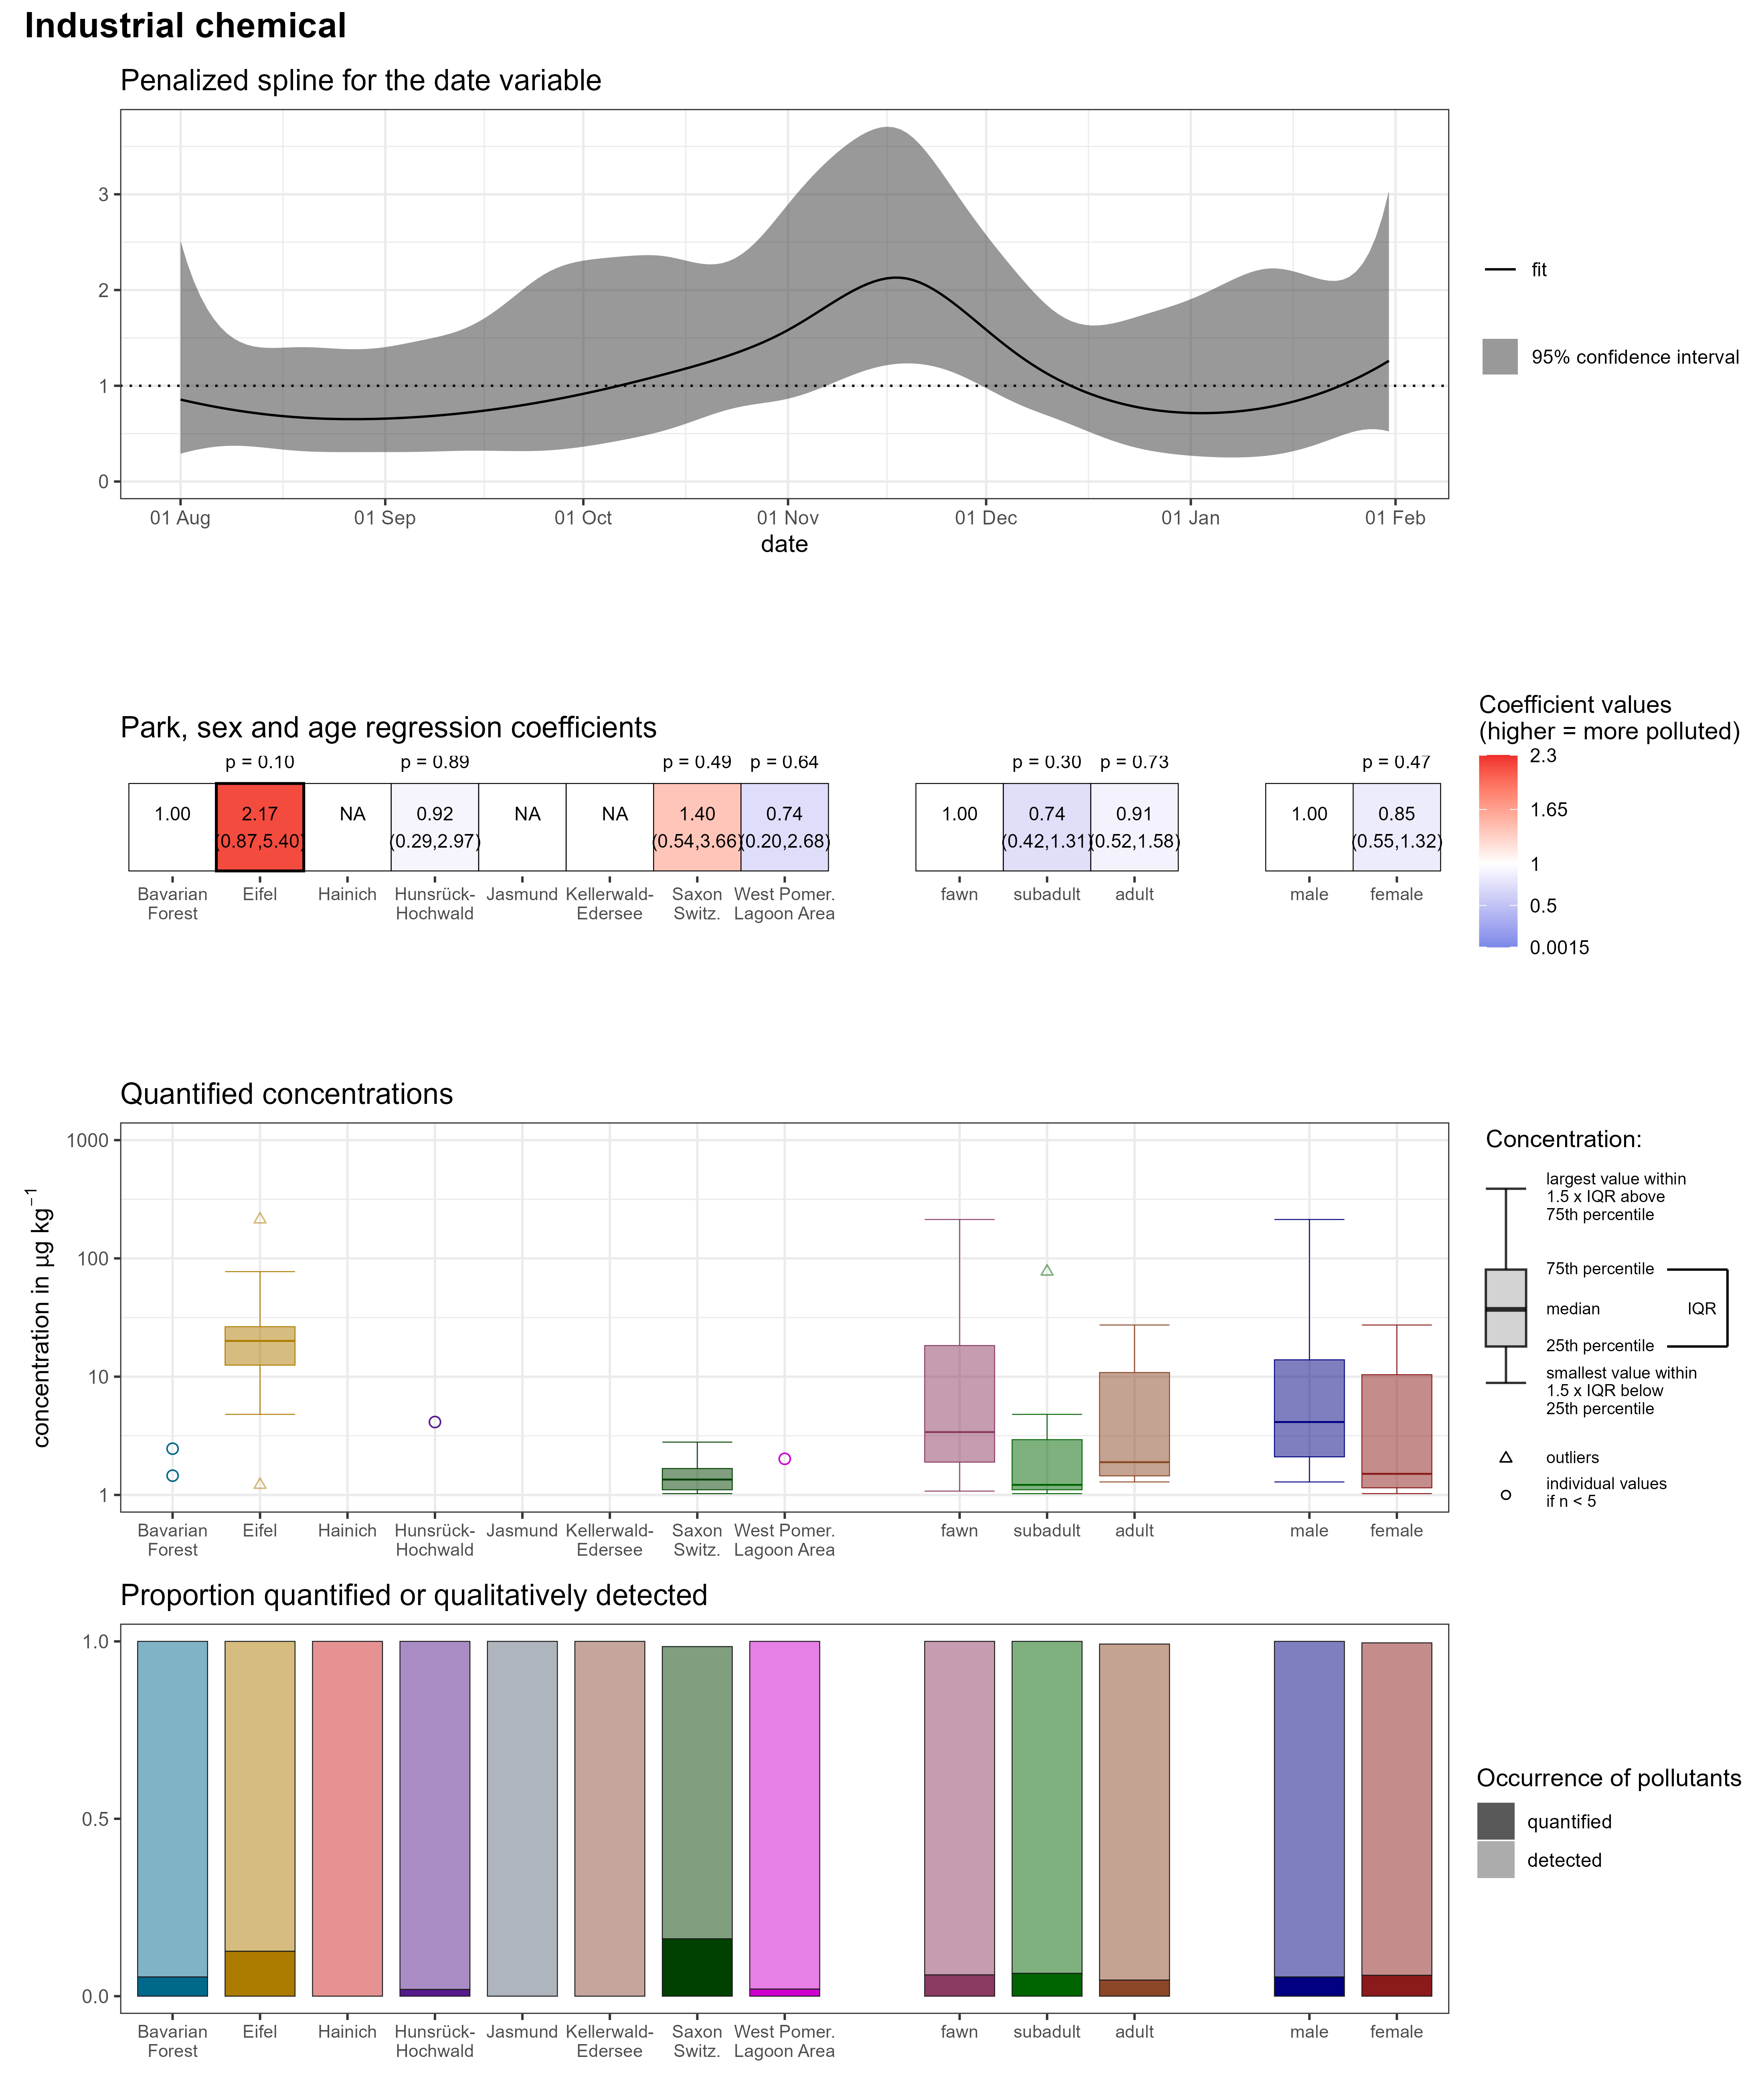 Industrial chemical
Penalized spline for the date variable
3
2
1
0
01 Aug 01 Sep 01 Oct 01 Nov 01 Dec 01 Jan 01 Feb
date
fit
95% confidence interval
Park, sex and age regression coefficients
p = 0.10 p = 0.89 p = 0.49 p = 0.64 p = 0.30 p = 0.73 p = 0.47
1.00 2.17 NA 0.92 NA NA 1.40 0.74 1.00 0.74 0.91 1.00 0.85
(0.87,5.40) (0.29,2.97) (0.54,3.66) (0.20,2.68) (0.42,1.31) (0.52,1.58) (0.55,1.32)
Bavarian Eifel Hainich Hunsrück- Jasmund Kellerwald- Saxon West Pomer. fawn subadult adult male female
Forest Hochwald Edersee Switz. Lagoon Area
Coefficient values
(higher = more polluted)
2.3
1.65
1
0.5
0.0015
Quantified concentrations
concentration in µg kg⁻¹
1000
100
10
1
Bavarian Eifel Hainich Hunsrück- Jasmund Kellerwald- Saxon West Pomer. fawn subadult adult male female
Forest Hochwald Edersee Switz. Lagoon Area
Concentration:
largest value within
1.5 x IQR above
75th percentile
75th percentile
median IQR
25th percentile
smallest value within
1.5 x IQR below
25th percentile
outliers
individual values
if n < 5
Proportion quantified or qualitatively detected
1.0
0.5
0.0
Bavarian Eifel Hainich Hunsrück- Jasmund Kellerwald- Saxon West Pomer. fawn subadult adult male female
Forest Hochwald Edersee Switz. Lagoon Area
Occurrence of pollutants
quantified
detected